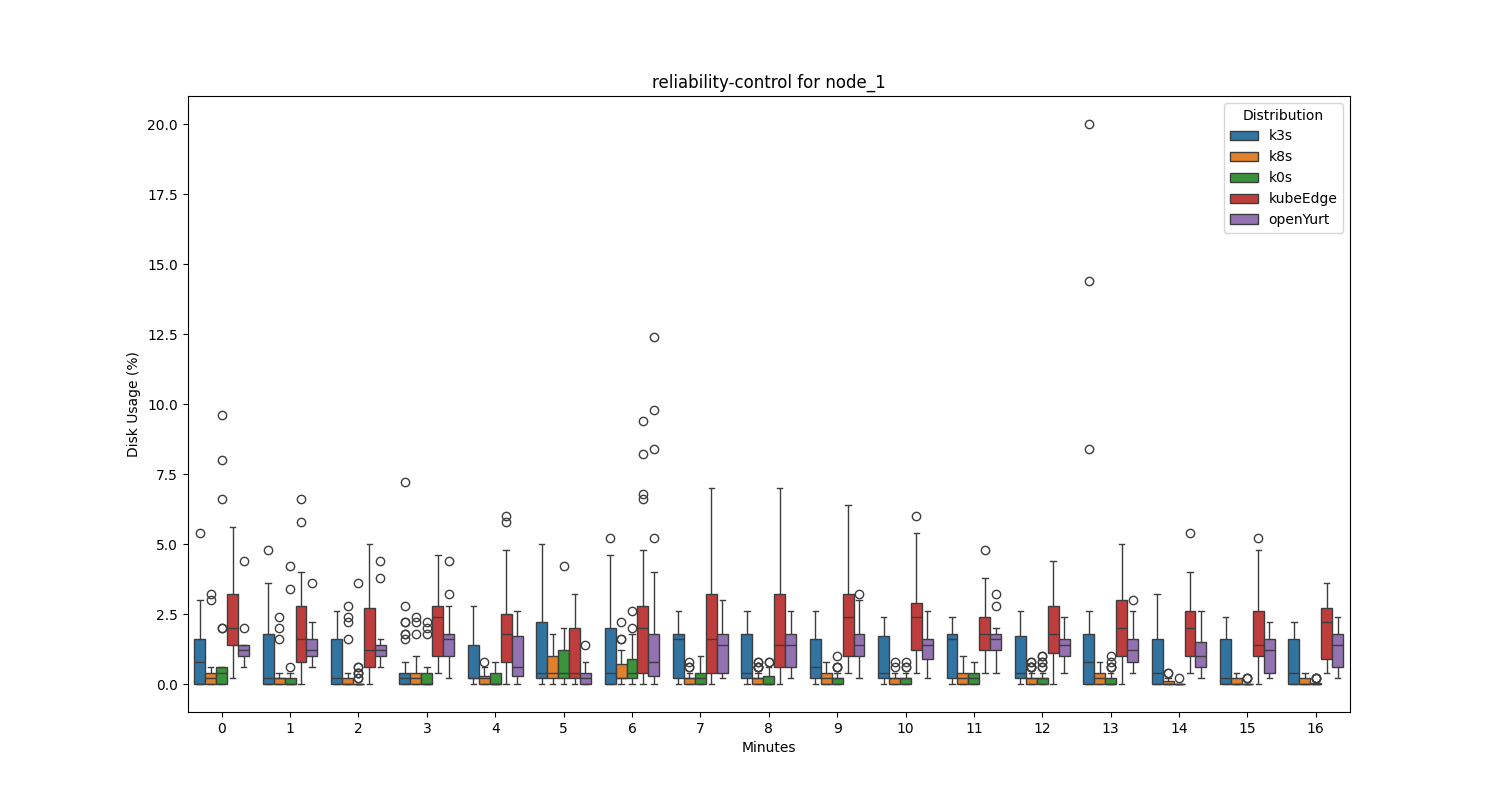 reliability-control for node_1
Distribution
k3s
k8s
k0s
kubeEdge
openYurt
Disk Usage (%)
20.0
17.5
15.0
12.5
10.0
7.5
5.0
2.5
0.0
0 1 2 3 4 5 6 7 8 9 10 11 12 13 14 15 16
Minutes